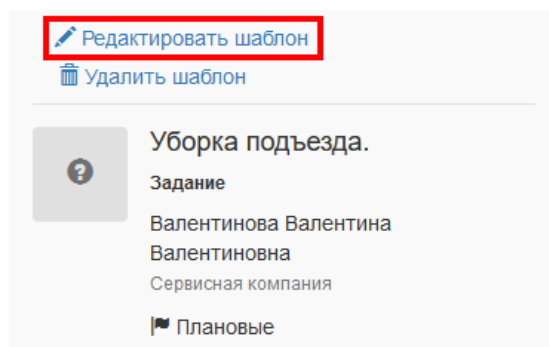 Редактировать шаблон
Удалить шаблон
Уборка подъезда.
Задание
Валентинова Валентина
Валентиновна
Сервисная компания
Плановые